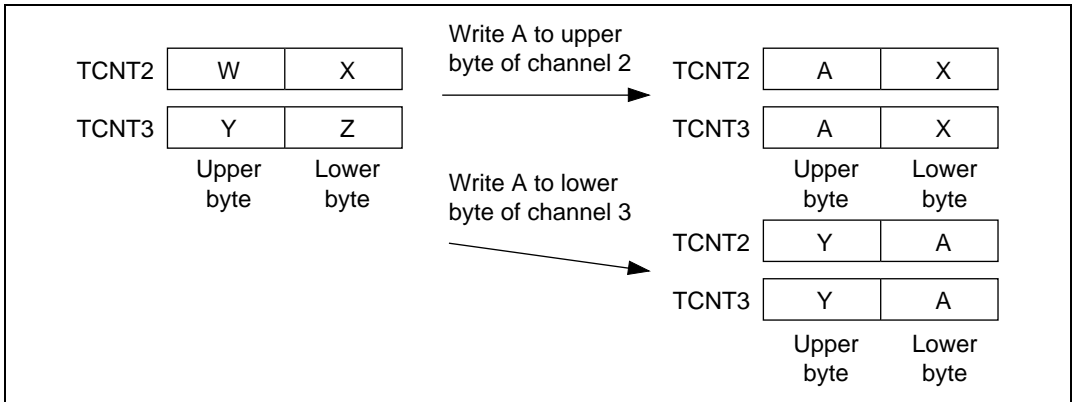 Write A to upper
byte of channel 2
TCNT2 W X
TCNT3 Y Z
Upper byte Lower byte
TCNT2 A X
TCNT3 A X
Upper byte Lower byte
Write A to lower
byte of channel 3
TCNT2 Y A
TCNT3 Y A
Upper byte Lower byte